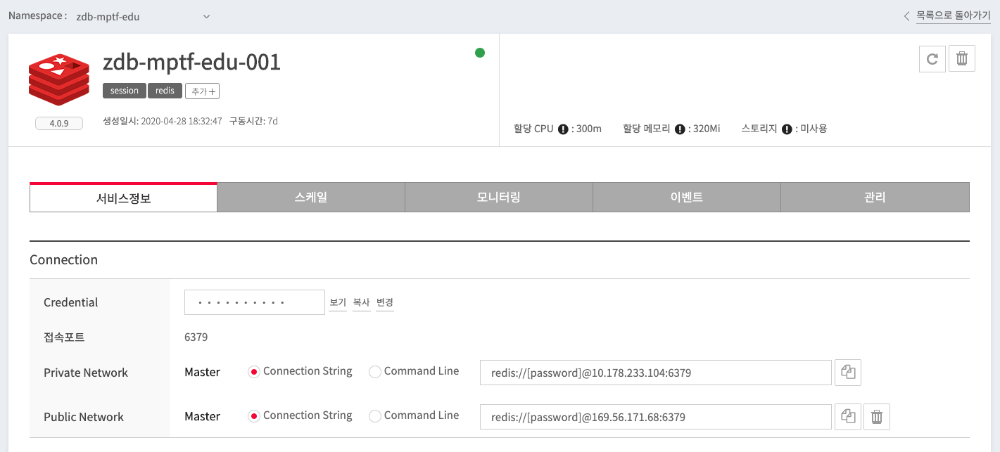 Namespace : zdb-mptf-edu 목록으로 돌아가기
zdb-mptf-edu-001
session redis 추가+
4.0.9 생성일시: 2020-04-28 18:32:47 구동시간: 7d
할당 CPU ! : 300m 할당 메모리 ! : 320Mi 스토리지 ! : 미사용
서비스정보 스케일 모니터링 이벤트 관리
Connection
Credential •••••••••• 보기 복사 변경
접속포트 6379
Private Network Master Connection String Command Line redis://[password]@10.178.233.104:6379
Public Network Master Connection String Command Line redis://[password]@169.56.171.68:6379